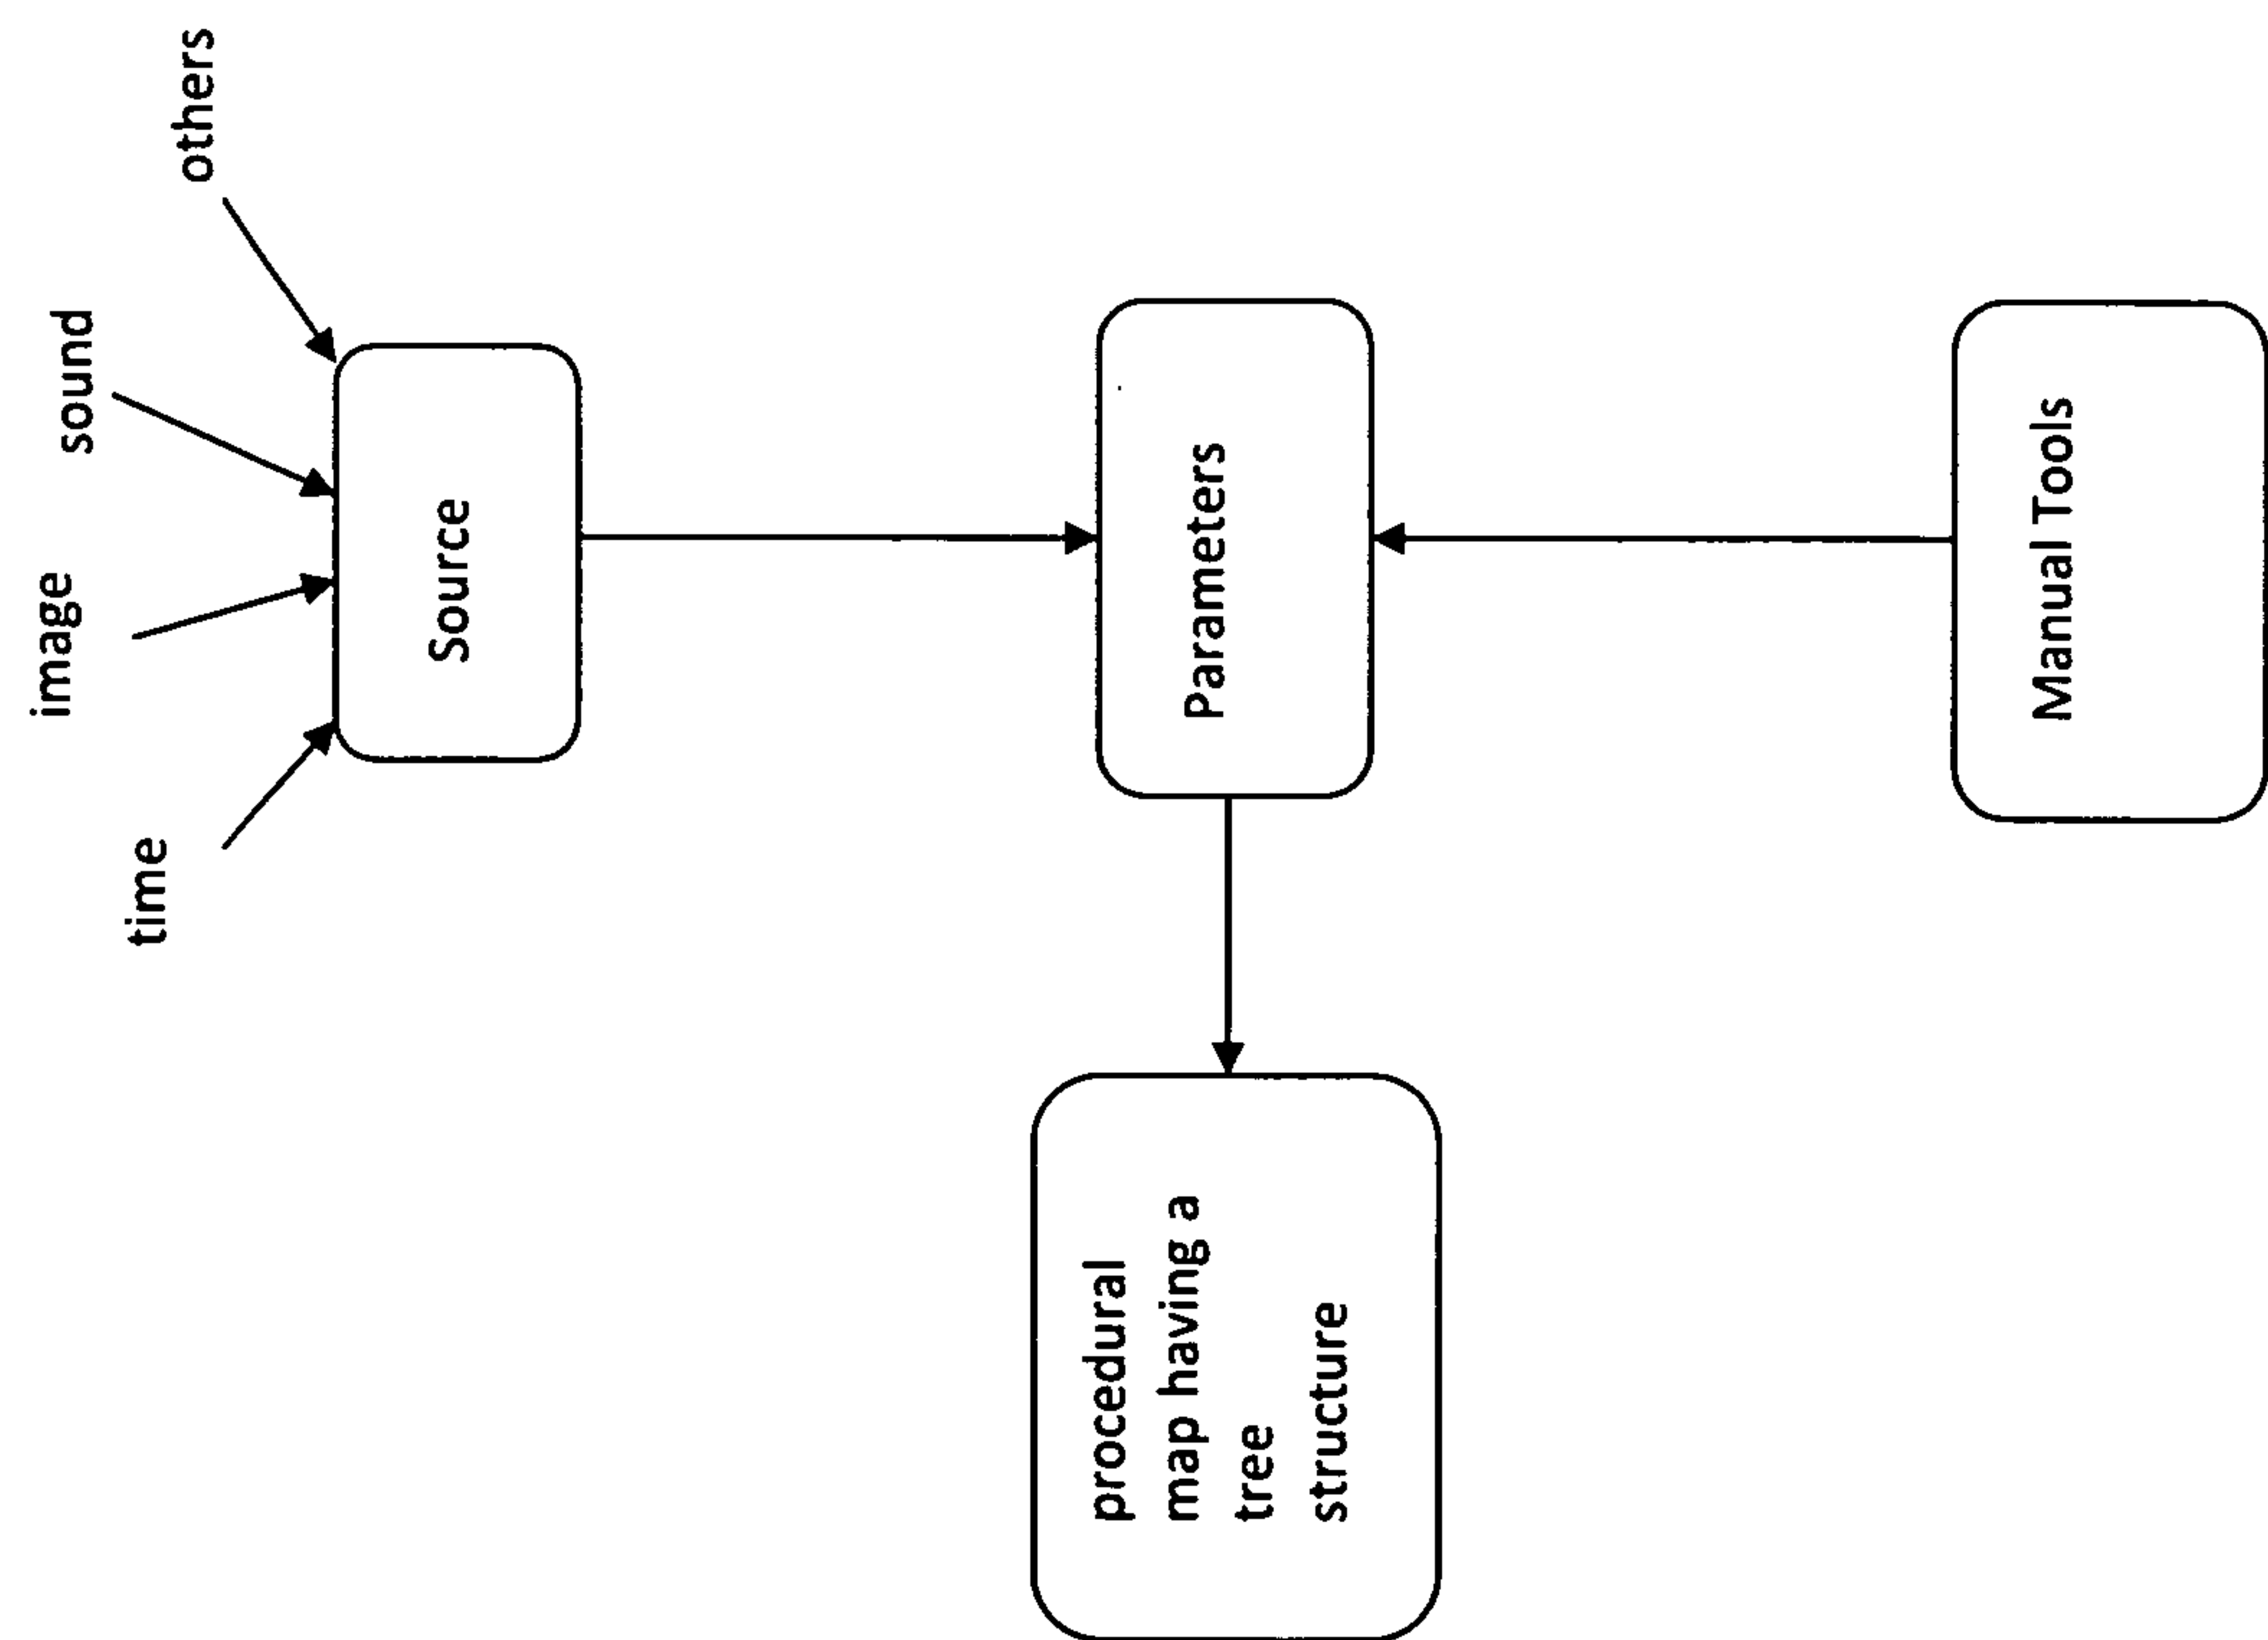 time
image
sound
others
Source
Parameters
Manual Tools
procedural
map having a
tree
structure